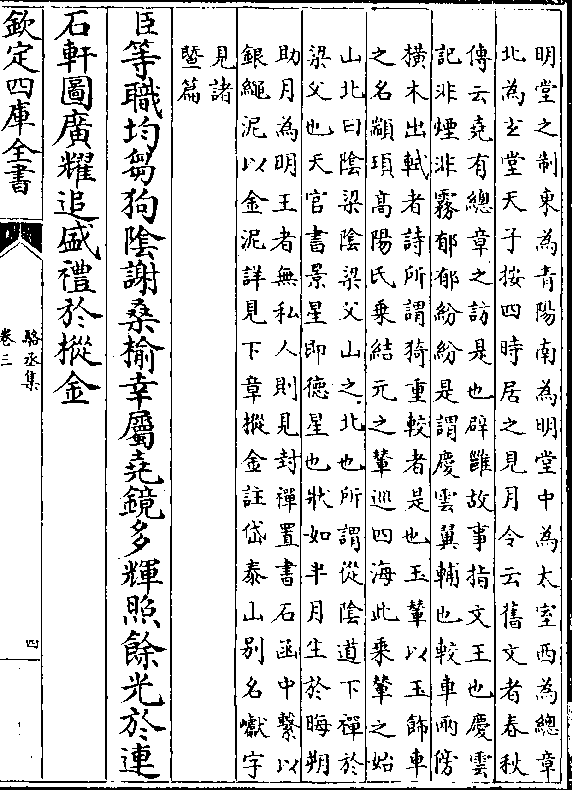 明堂之制東為青陽南為明堂中為太室西為總章
北為玄堂天子按四時居之見月令云舊文者春秋
傳云堯有總章之訪是也辟雝故事指文王也慶雲
記非煙非霧郁郁紛紛是謂慶雲翼輔也較車兩傍
橫木出軾者詩所謂猗重較者是也玉輦以玉飾車
之名顓頊高陽氏乗結元之輦巡四海此乗輦之始
山北曰陰梁陰梁父山之北也所謂從陰道下禪於
梁父也天官書景星即德星也狀如半月生於晦朔
助月為明王者無私人則見封禪置書石函中繫以
銀繩泥以金泥詳見下章摐金註岱泰山别名巘字
見諸
暨篇
臣等職均芻狗陰謝桑榆幸屬堯鏡多輝照餘光於連
石軒圖廣耀追盛禮於摐金
欽定四庫全書
駱丞集
卷三
四